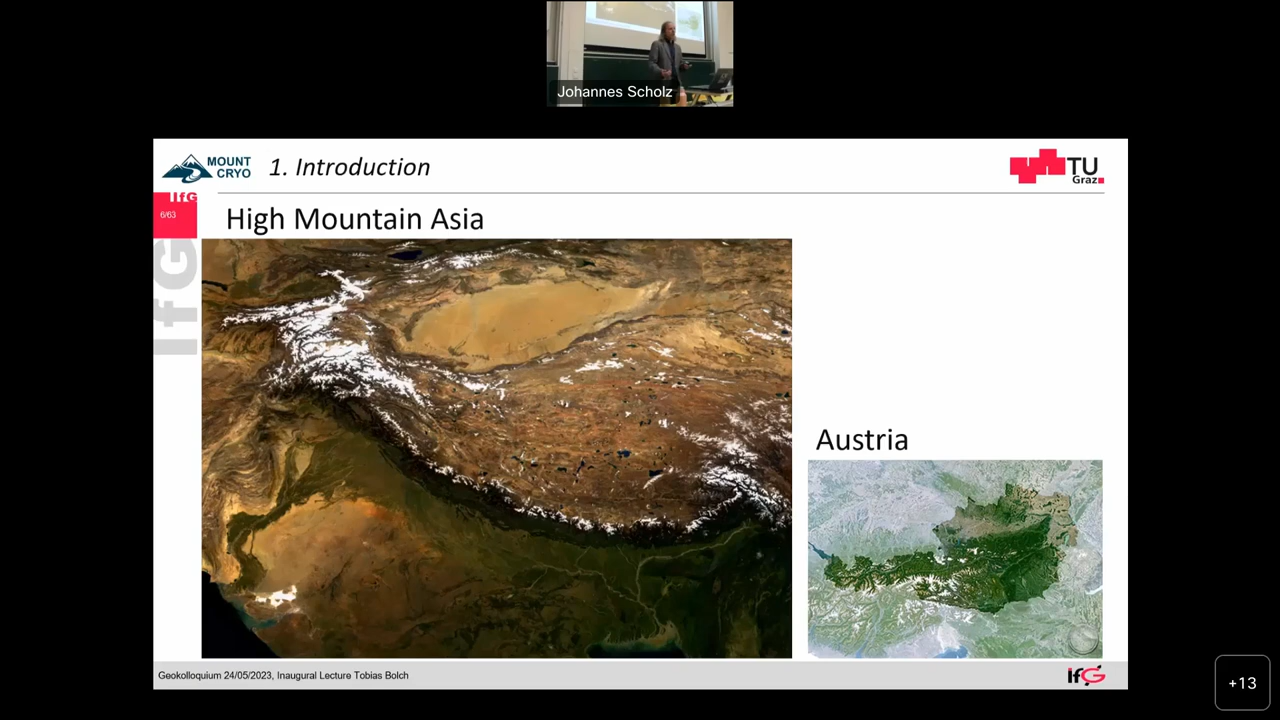 Johannes Scholz
MOUNT
CRYO
1. Introduction
TU
Graz
IfG
6/63
High Mountain Asia
IfG
Austria
Geokolloquium 24/05/2023, Inaugural Lecture Tobias Bolch
IfG
+13